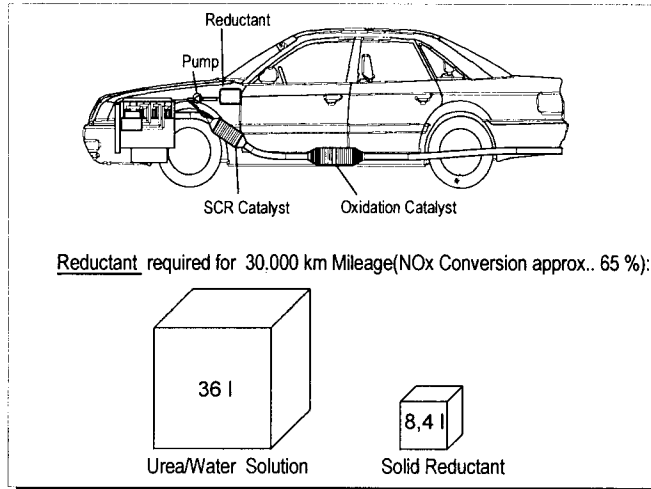 Reductant
Pump
SCR Catalyst
Oxidation Catalyst
Reductant required for 30.000 km Mileage(NOx Conversion approx.. 65 %):
36 l
8,4 l
Urea/Water Solution
Solid Reductant